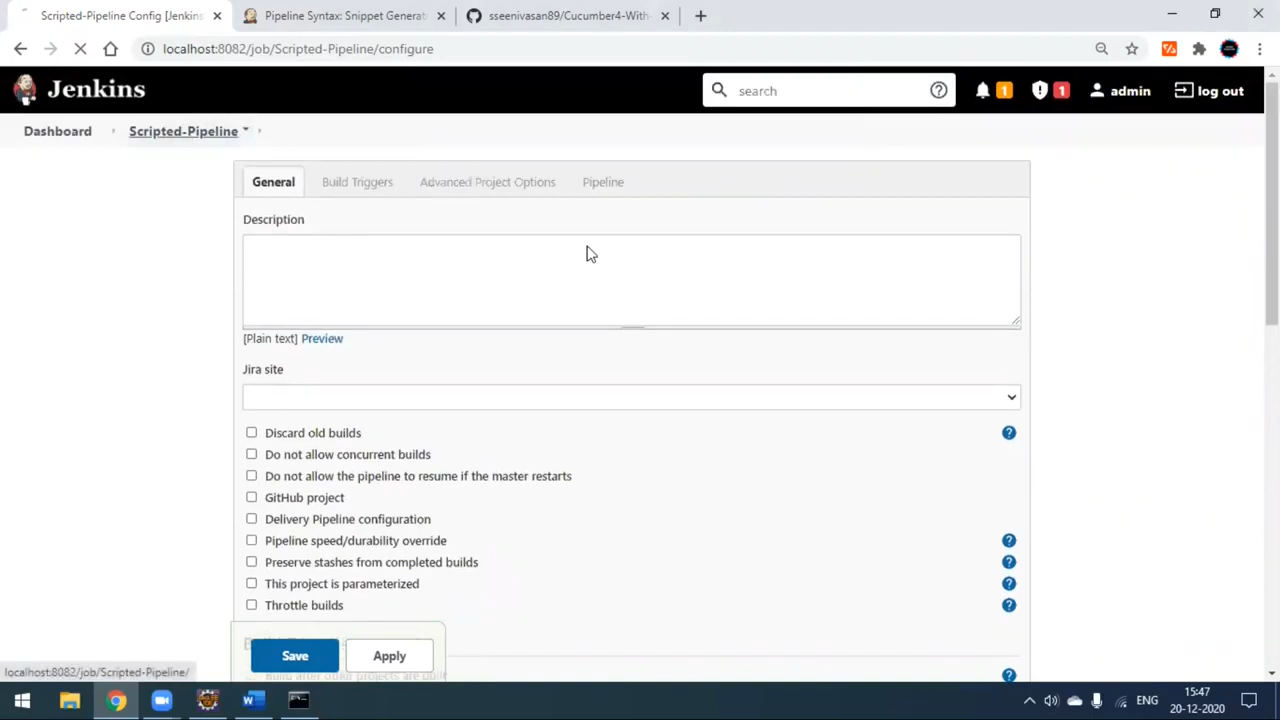 Scripted-Pipeline Config [Jenkins
Pipeline Syntax: Snippet Generat
sseenivasan89/Cucumber4-With-
localhost:8082/job/Scripted-Pipeline/configure
Jenkins
search
1
1
admin
log out
Dashboard
Scripted-Pipeline
General
Build Triggers
Advanced Project Options
Pipeline
Description
[Plain text] Preview
Jira site
Discard old builds
Do not allow concurrent builds
Do not allow the pipeline to resume if the master restarts
GitHub project
Delivery Pipeline configuration
Pipeline speed/durability override
Preserve stashes from completed builds
This project is parameterized
Throttle builds
Save
Apply
localhost:8082/job/Scripted-Pipeline/
ENG
15:47
20-12-2020